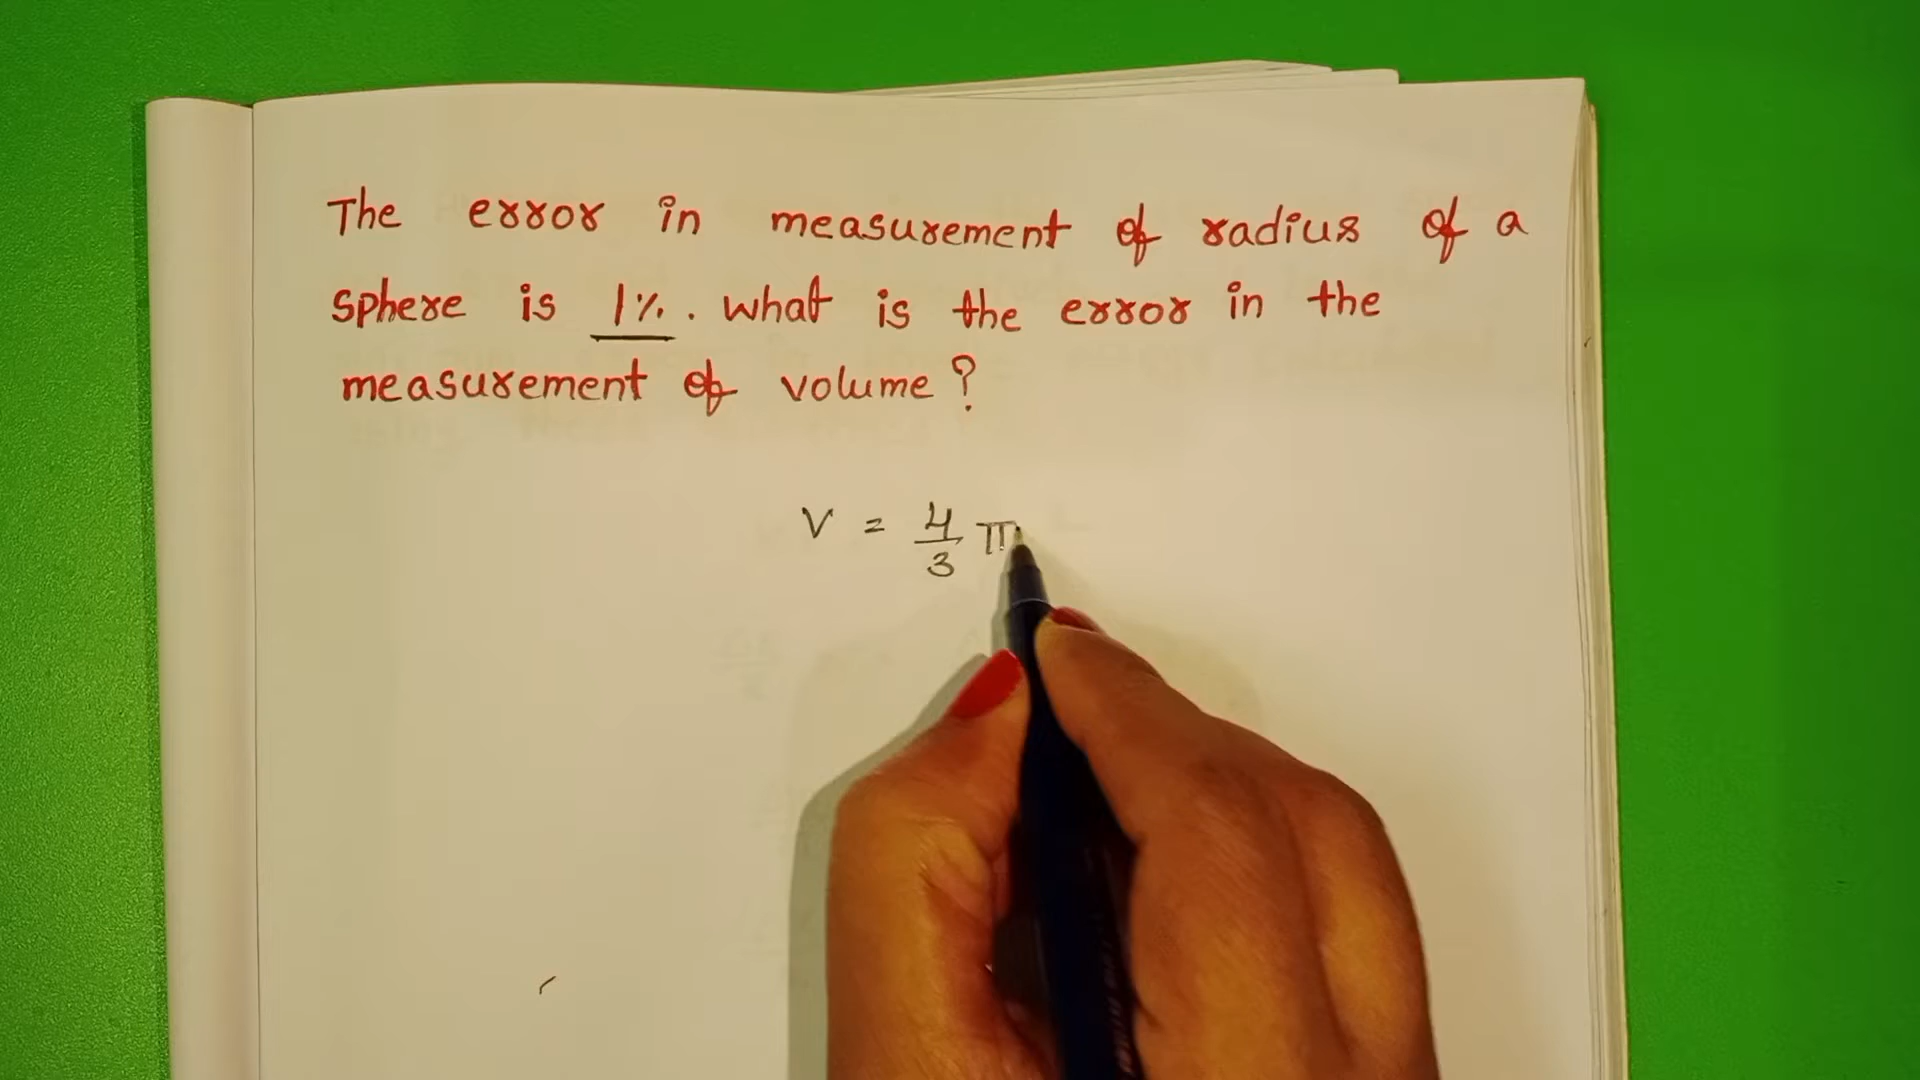 The error in measurement of radius of a
sphere is 1%. what is the error in the
measurement of volume?
V = 4/3 π